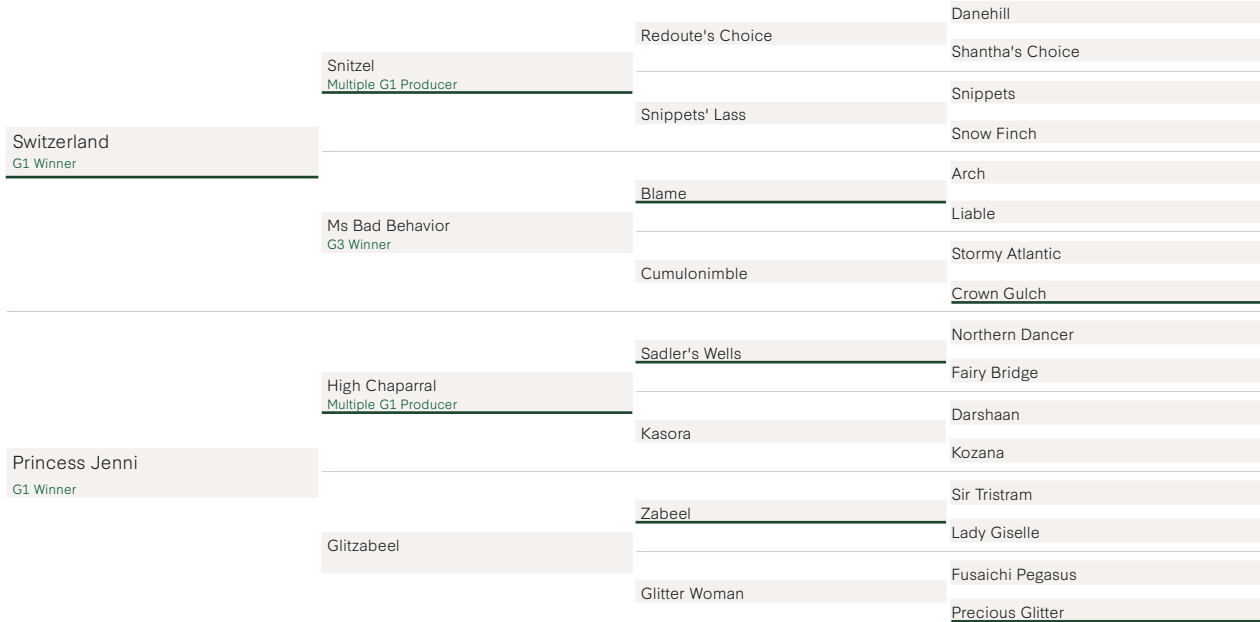 Danehill
Redoute's Choice
Shantha's Choice
Snitzel
Multiple G1 Producer
Snippets
Snippets' Lass
Snow Finch
Switzerland
G1 Winner
Arch
Blame
Liable
Ms Bad Behavior
G3 Winner
Stormy Atlantic
Cumulonimble
Crown Gulch
Northern Dancer
Sadler's Wells
Fairy Bridge
High Chaparral
Multiple G1 Producer
Darshaan
Kasora
Kozana
Princess Jenni
G1 Winner
Sir Tristram
Zabeel
Lady Giselle
Glitzabeel
Fusaichi Pegasus
Glitter Woman
Precious Glitter